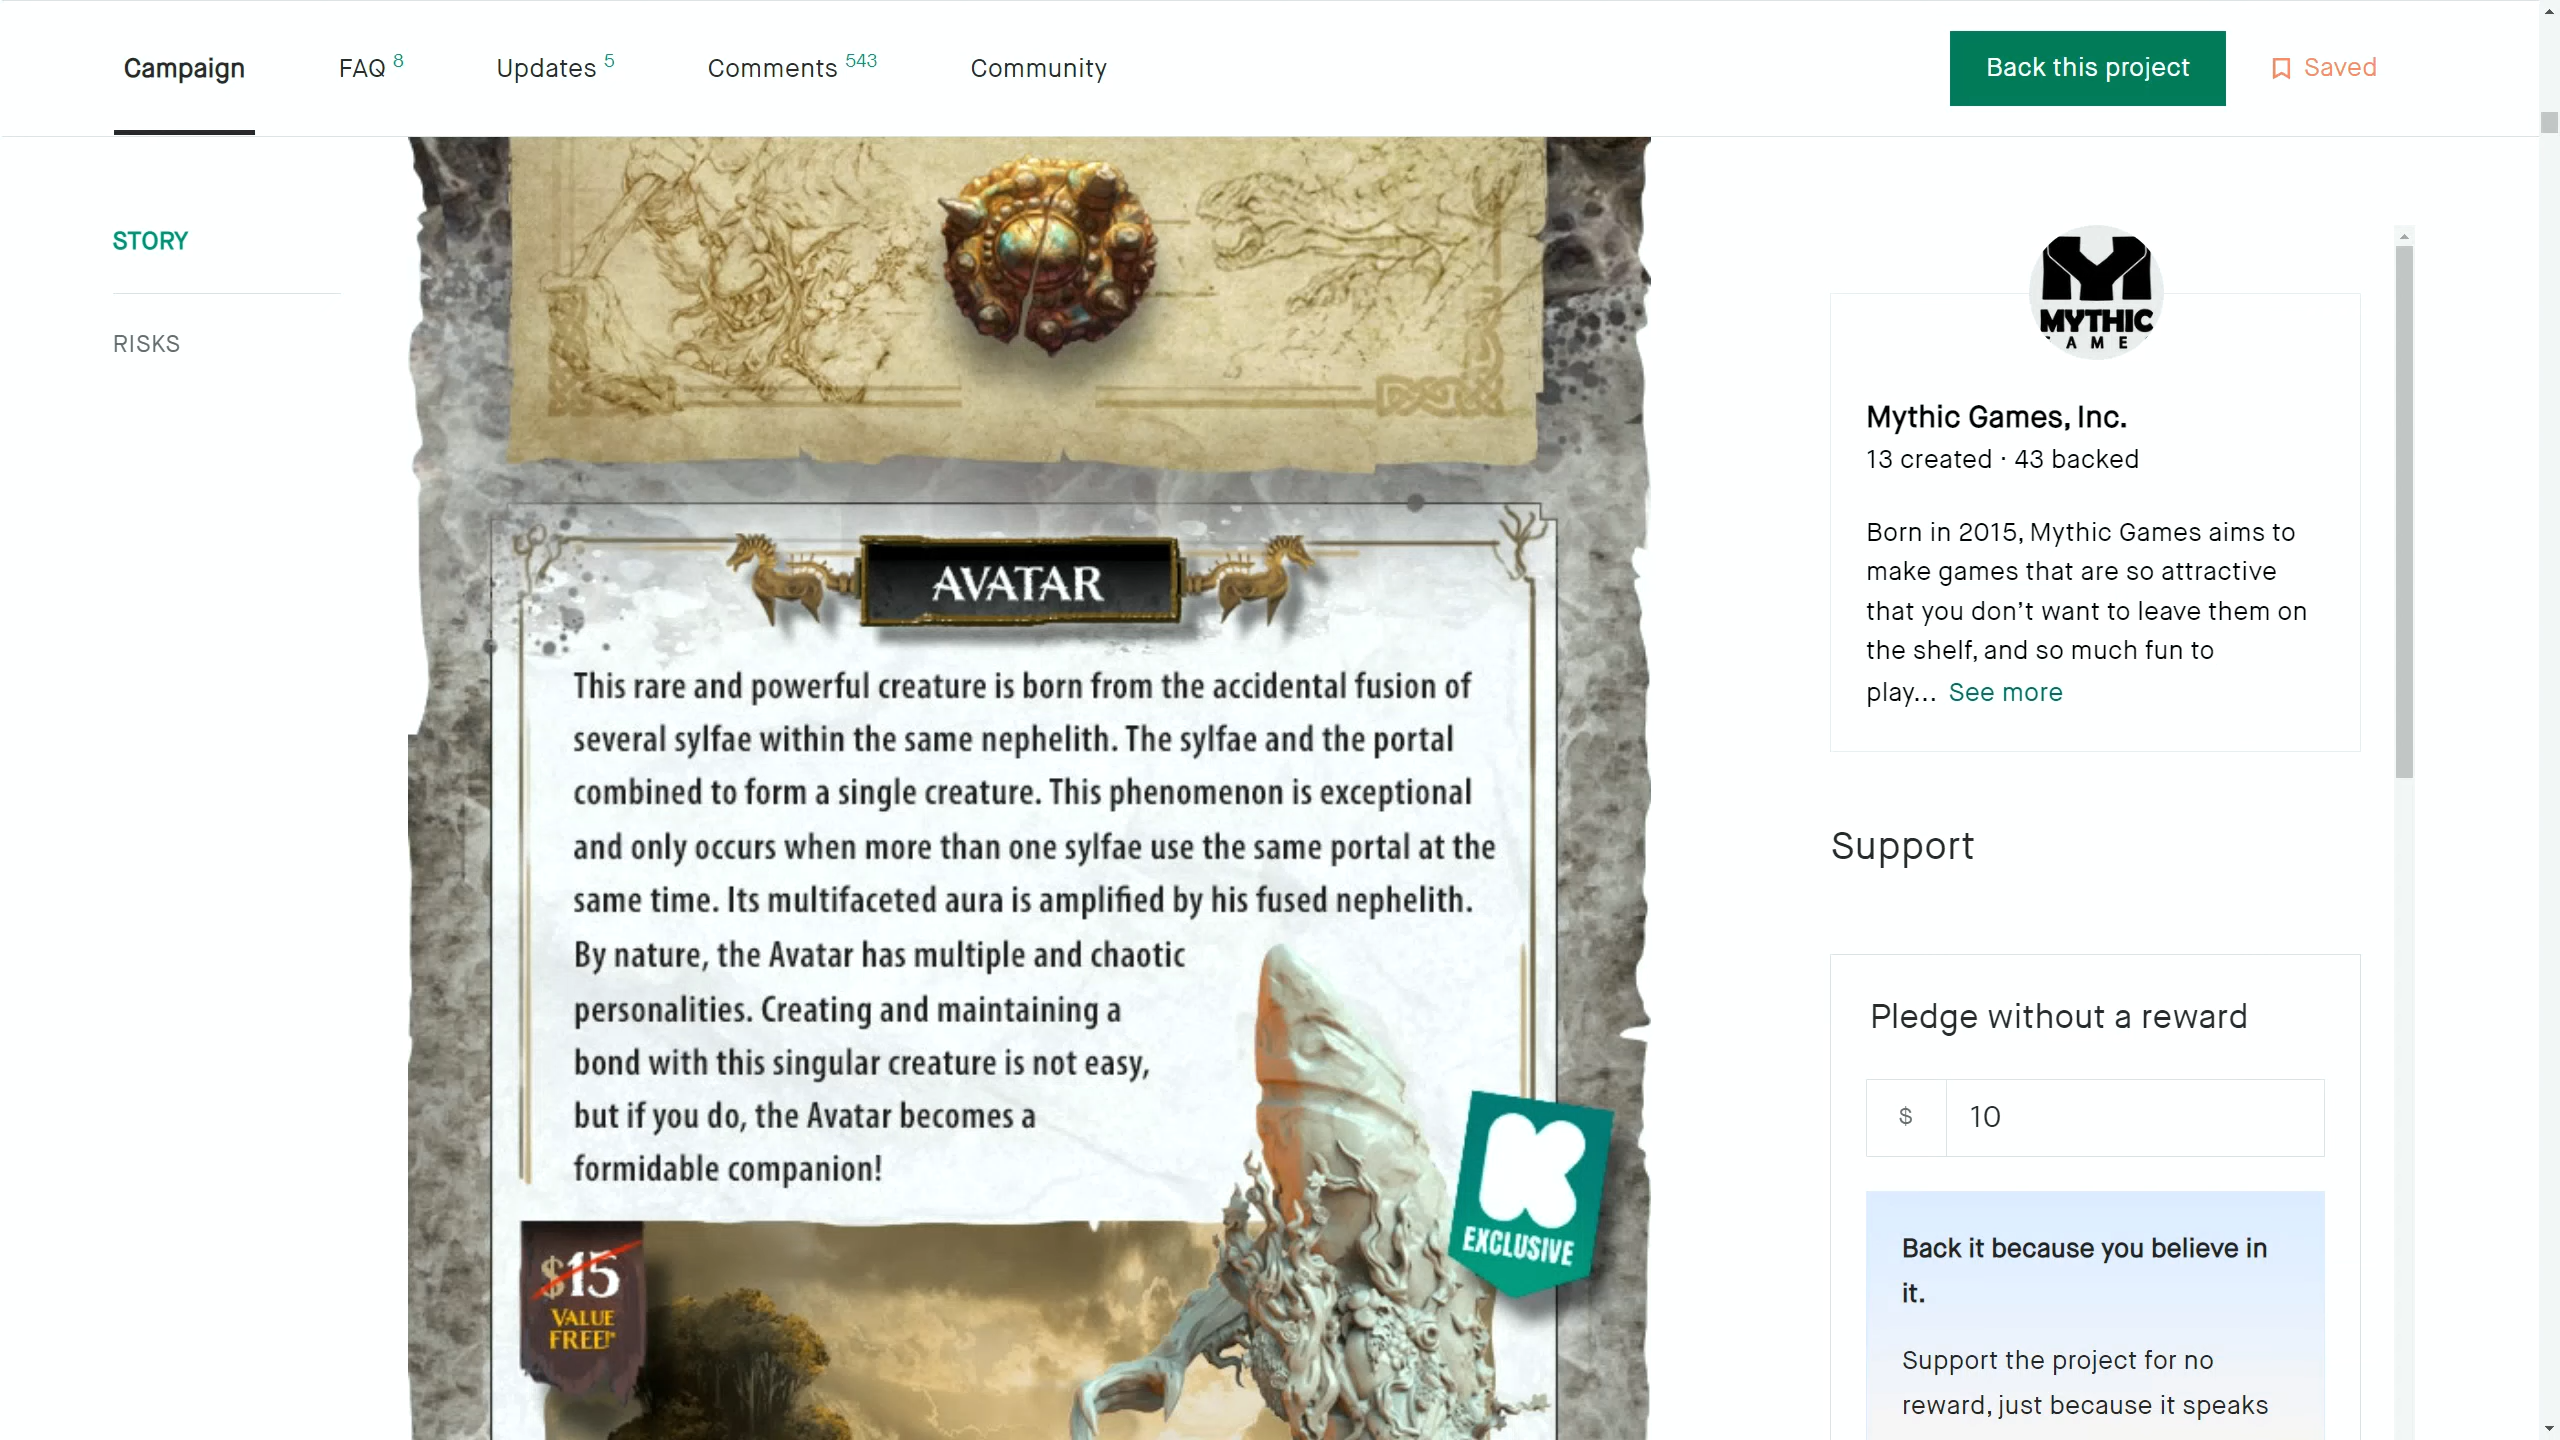 Campaign
FAQ 8
Updates 5
Comments 543
Community
Back this project
Saved
STORY
RISKS
AVATAR
This rare and powerful creature is born from the accidental fusion of
several sylfae within the same nephelith. The sylfae and the portal
combined to form a single creature. This phenomenon is exceptional
and only occurs when more than one sylfae use the same portal at the
same time. Its multifaceted aura is amplified by his fused nephelith.
By nature, the Avatar has multiple and chaotic
personalities. Creating and maintaining a
bond with this singular creature is not easy,
but if you do, the Avatar becomes a
formidable companion!
K
EXCLUSIVE
$15
VALUE
FREE!*
MYTHIC
GAMES
Mythic Games, Inc.
13 created · 43 backed
Born in 2015, Mythic Games aims to
make games that are so attractive
that you don’t want to leave them on
the shelf, and so much fun to
play... See more
Support
Pledge without a reward
$ 10
Back it because you believe in
it.
Support the project for no
reward, just because it speaks